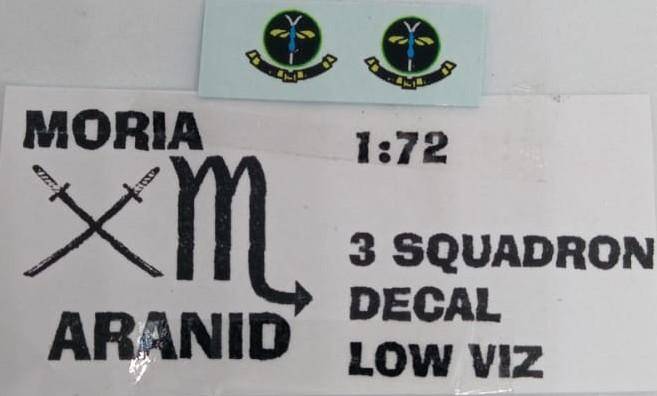 MORIA
1:72
3 SQUADRON
DECAL
LOW VIZ
ARANID